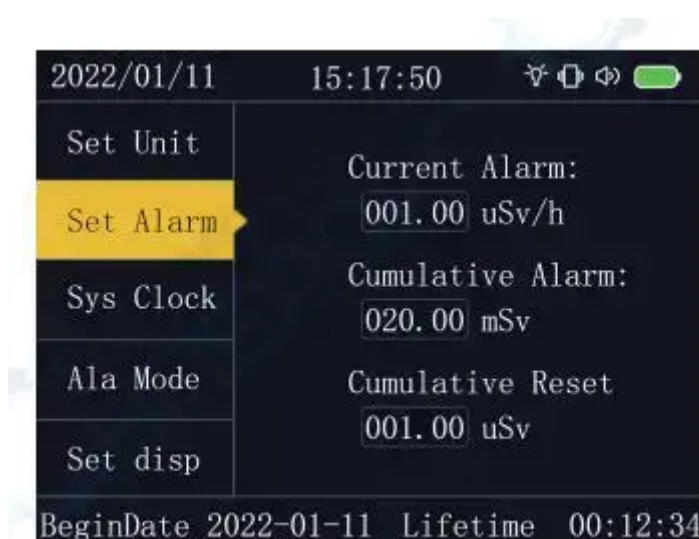 2022/01/11 15:17:50
Set Unit
Set Alarm
Sys Clock
Ala Mode
Set disp
Current Alarm:
001.00 uSv/h
Cumulative Alarm:
020.00 mSv
Cumulative Reset
001.00 uSv
BeginDate 2022-01-11 Lifetime 00:12:34